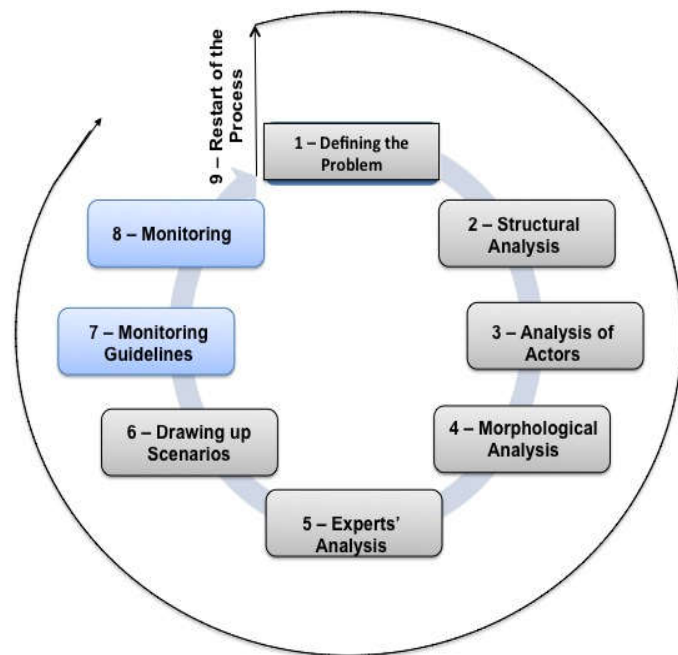 9 – Restart of the
Process
1 – Defining the
Problem
2 – Structural
Analysis
3 – Analysis of
Actors
4 – Morphological
Analysis
5 – Experts’
Analysis
6 – Drawing up
Scenarios
7 – Monitoring
Guidelines
8 – Monitoring